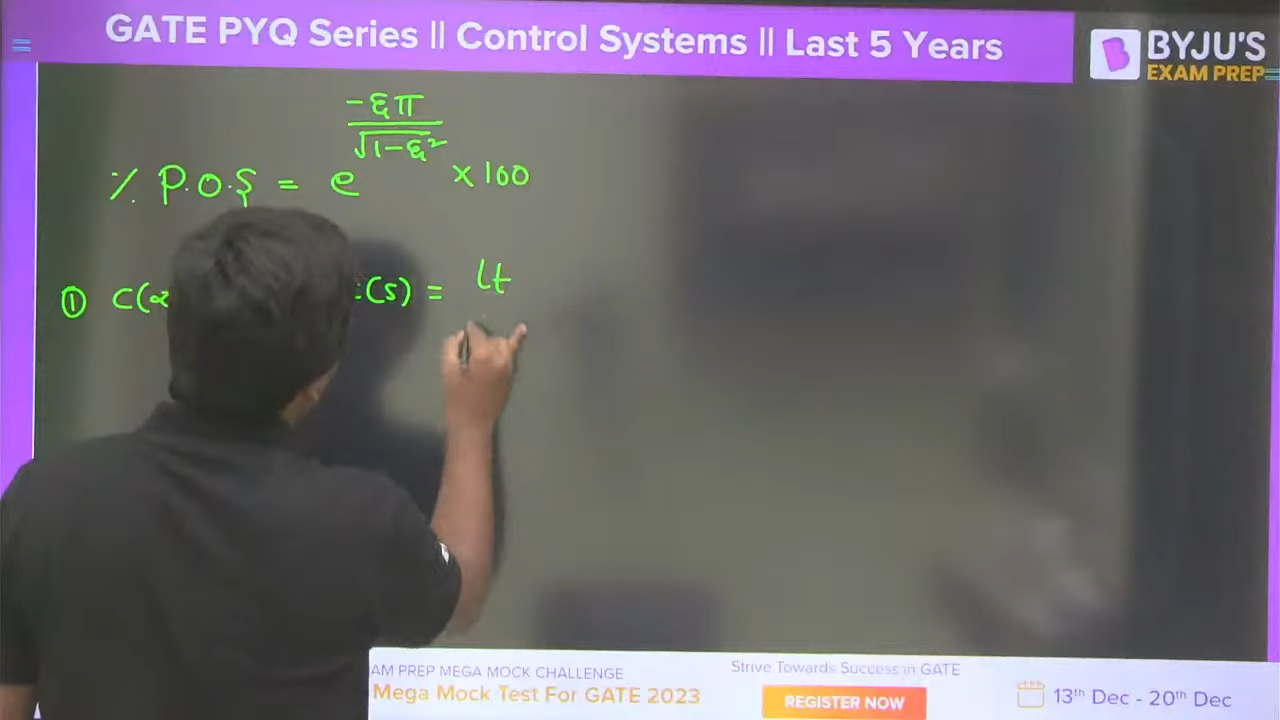 GATE PYQ Series || Control Systems || Last 5 Years
BYJU'S
EXAM PREP
% P.O.S = e^(-ξπ/√(1-ξ²)) × 100
① C(∞ (s) = Lt
AM PREP MEGA MOCK CHALLENGE
Mega Mock Test For GATE 2023
Strive Towards Success in GATE
REGISTER NOW
13th Dec - 20th Dec